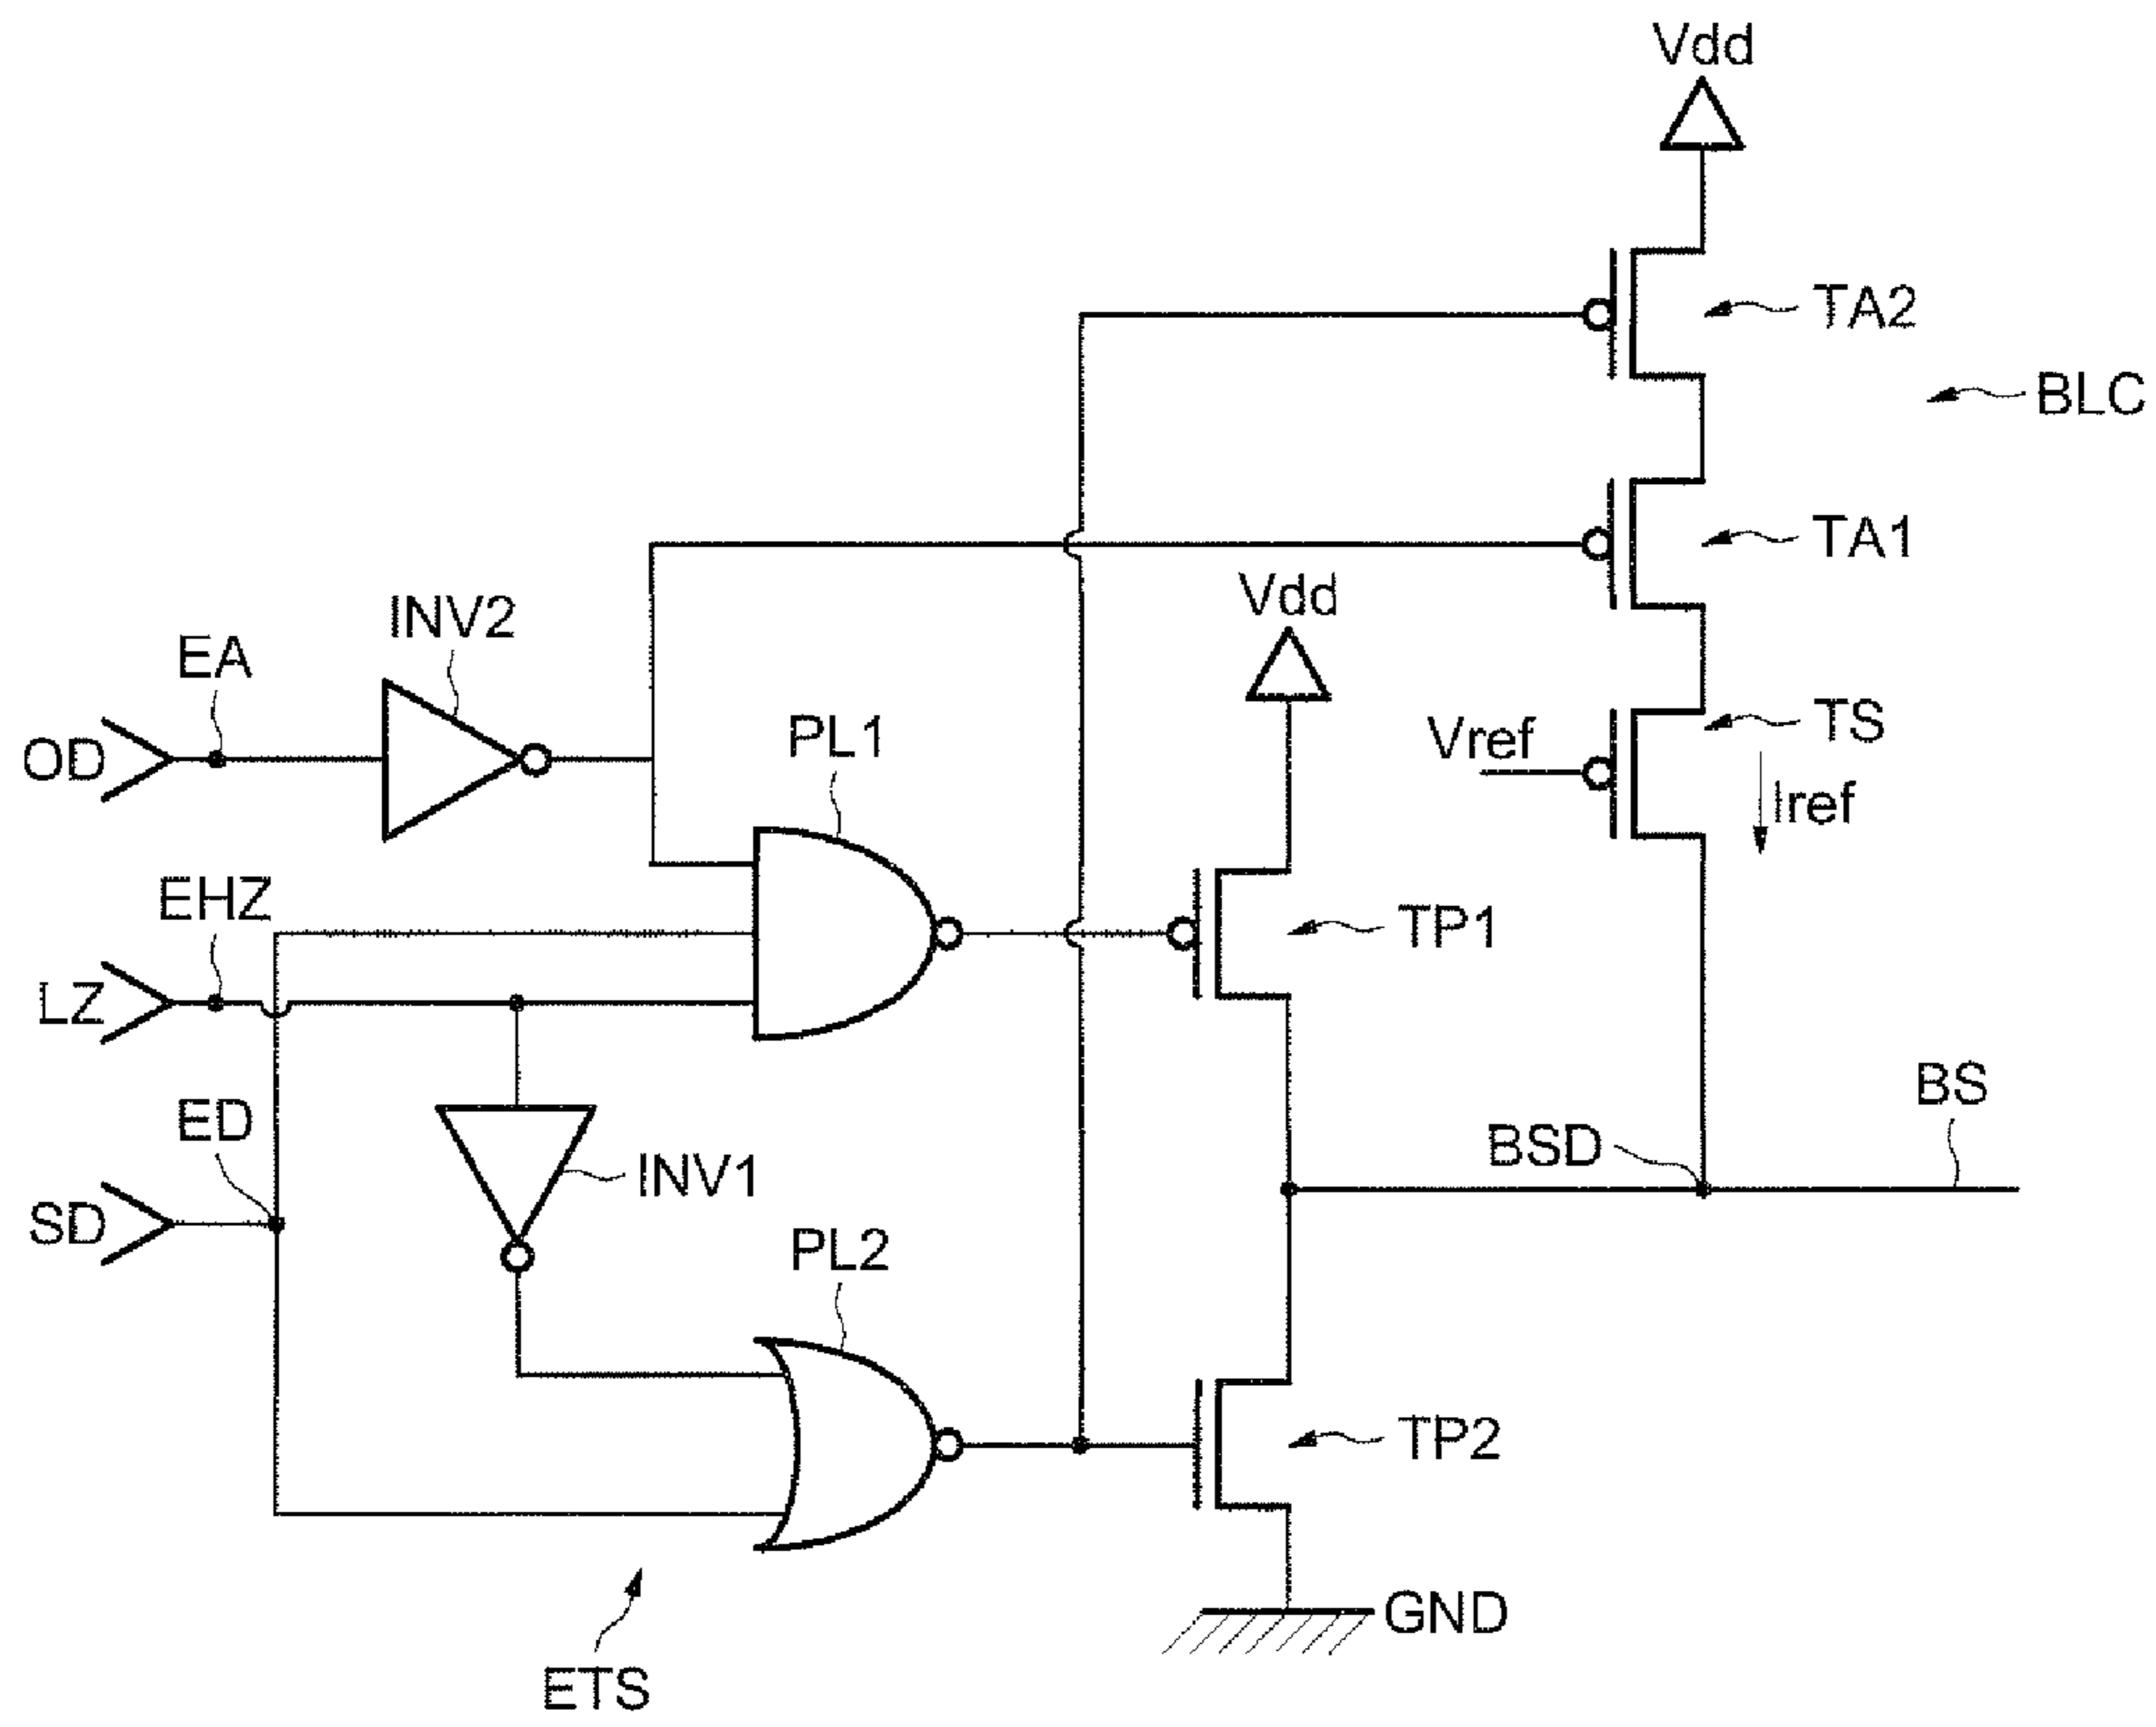 Vdd
TA2
BLC
TA1
Vdd
INV2
EA
OD
PL1
Vref
TS
Iref
EHZ
TP1
LZ
ED
BS
BSD
INV1
SD
PL2
TP2
GND
ETS